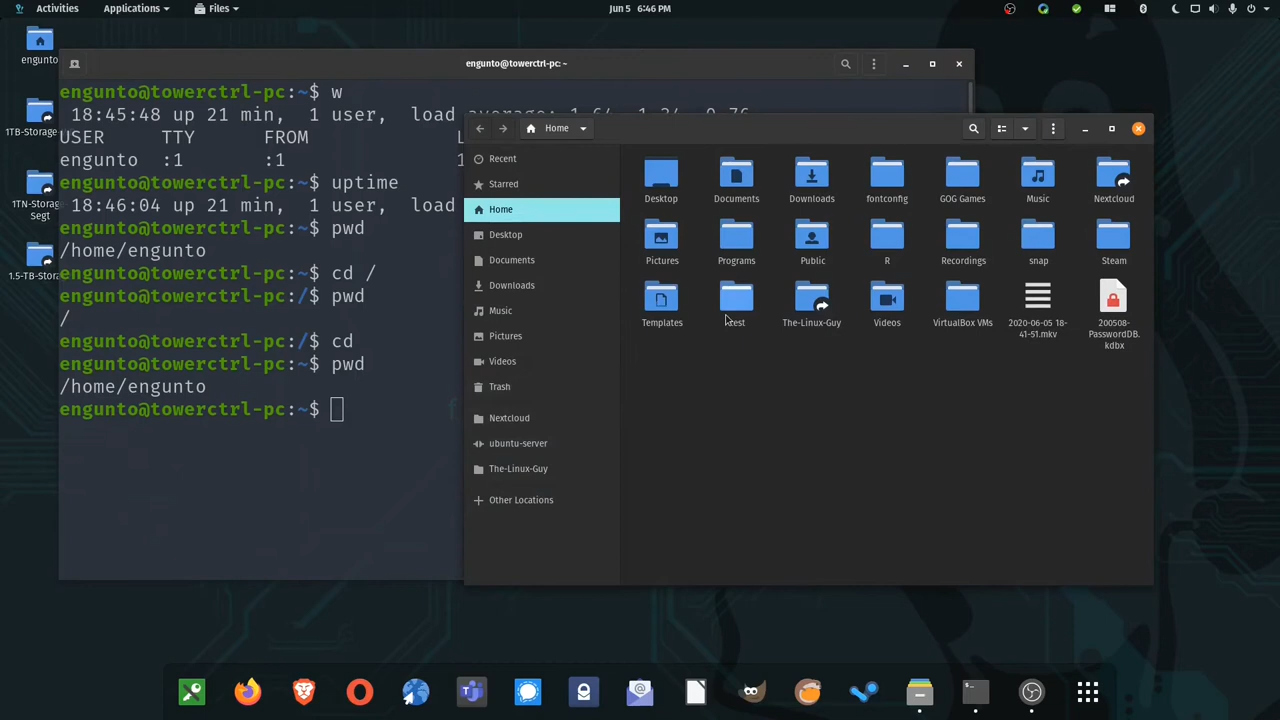 Activities
Applications
Files
Jun 5 6:46 PM
engunto
1TB-Storage
1TN-Storage
Segt
engunto@towerctrl-pc: ~
engunto@towerctrl-pc:~$ w
18:45:48 up 21 min, 1 user, load average: 1.64, 1.24, 0.76
USER TTY FROM
engunto :1 :1
engunto@towerctrl-pc:~$ uptime
18:46:04 up 21 min, 1 user, load
engunto@towerctrl-pc:~$ pwd
/home/engunto
engunto@towerctrl-pc:~$ cd /
engunto@towerctrl-pc:/$ pwd
/
engunto@towerctrl-pc:/$ cd
engunto@towerctrl-pc:~$ pwd
/home/engunto
engunto@towerctrl-pc:~$
Home
Recent
Starred
Home
Desktop
Documents
Downloads
Music
Pictures
Videos
Trash
Nextcloud
ubuntu-server
The-Linux-Guy
Other Locations
Desktop
Documents
Downloads
fontconfig
GOG Games
Music
Nextcloud
Pictures
Programs
Public
R
Recordings
snap
Steam
Templates
The-Linux-Guy
Videos
VirtualBox VMs
2020-06-05 18-
41-51.mkv
200508-
PasswordDB.
kdbx